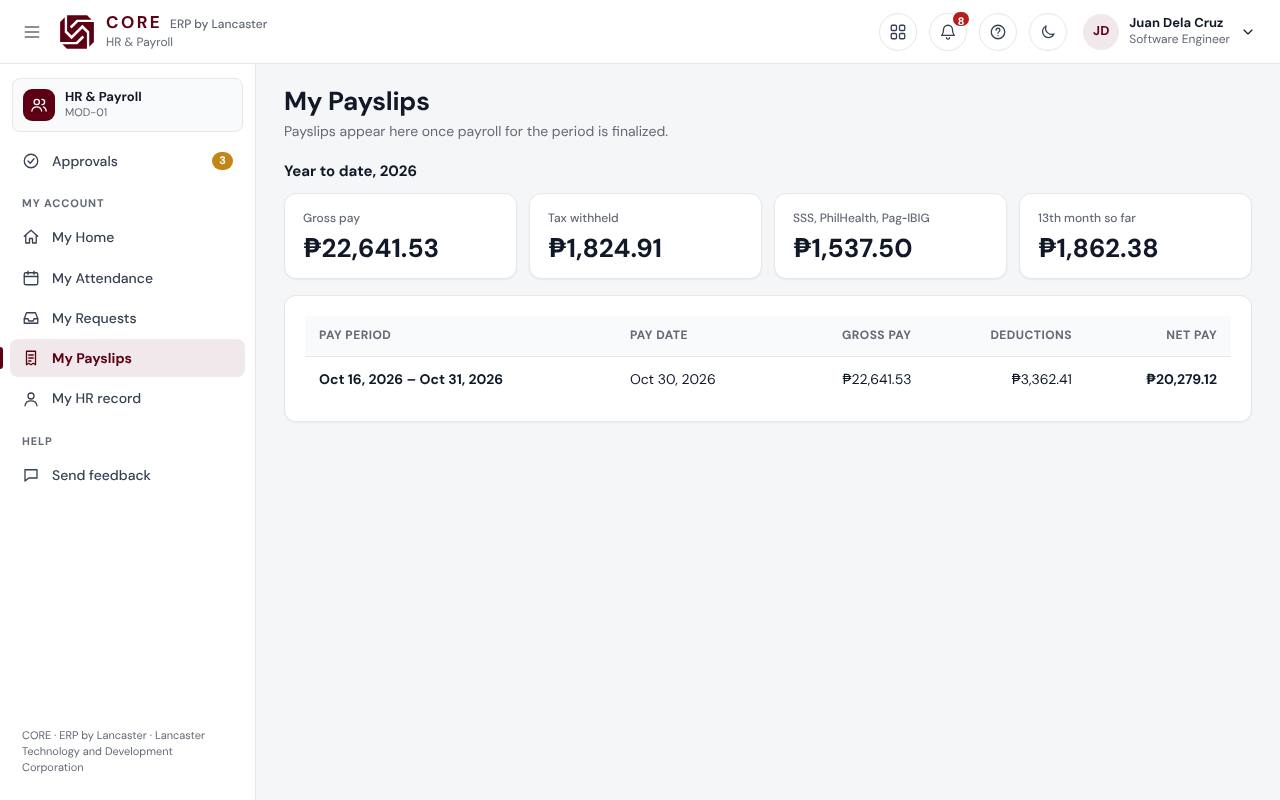 CORE ERP by Lancaster
HR & Payroll
8
JD
Juan Dela Cruz
Software Engineer
HR & Payroll
MOD-01
Approvals 3
MY ACCOUNT
My Home
My Attendance
My Requests
My Payslips
My HR record
HELP
Send feedback
CORE · ERP by Lancaster · Lancaster
Technology and Development
Corporation
My Payslips
Payslips appear here once payroll for the period is finalized.
Year to date, 2026
Gross pay
₱22,641.53
Tax withheld
₱1,824.91
SSS, PhilHealth, Pag-IBIG
₱1,537.50
13th month so far
₱1,862.38
PAY PERIOD PAY DATE GROSS PAY DEDUCTIONS NET PAY
Oct 16, 2026 – Oct 31, 2026 Oct 30, 2026 ₱22,641.53 ₱3,362.41 ₱20,279.12